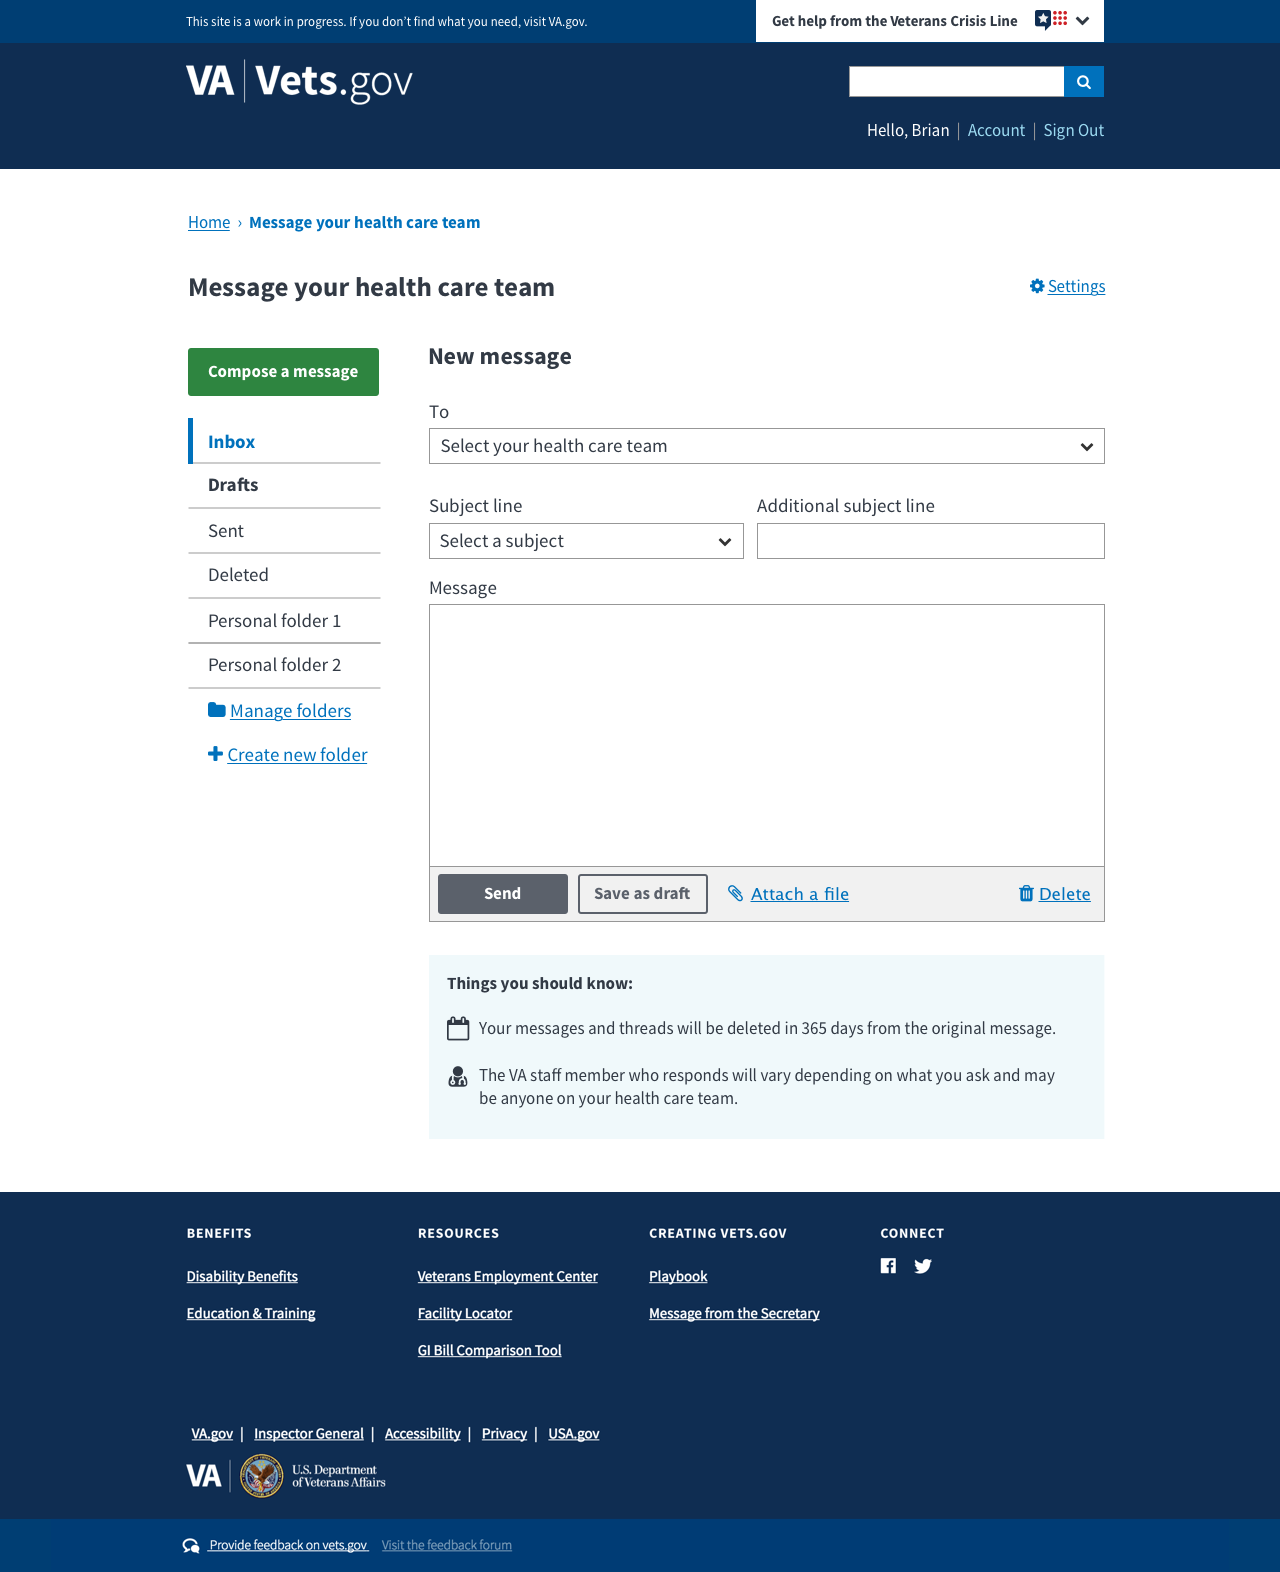 This site is a work in progress. If you don't find what you need, visit VA.gov.
Get help from the Veterans Crisis Line
VA | Vets.gov
Hello, Brian | Account | Sign Out
Home › Message your health care team
Message your health care team
Settings
Compose a message
Inbox
Drafts
Sent
Deleted
Personal folder 1
Personal folder 2
Manage folders
Create new folder
New message
To
Select your health care team
Subject line
Additional subject line
Select a subject
Message
Send
Save as draft
Attach a file
Delete
Things you should know:
Your messages and threads will be deleted in 365 days from the original message.
The VA staff member who responds will vary depending on what you ask and may
be anyone on your health care team.
BENEFITS
Disability Benefits
Education & Training
RESOURCES
Veterans Employment Center
Facility Locator
GI Bill Comparison Tool
CREATING VETS.GOV
Playbook
Message from the Secretary
CONNECT
VA.gov | Inspector General | Accessibility | Privacy | USA.gov
VA
U.S. Department
of Veterans Affairs
Provide feedback on vets.gov
Visit the feedback forum